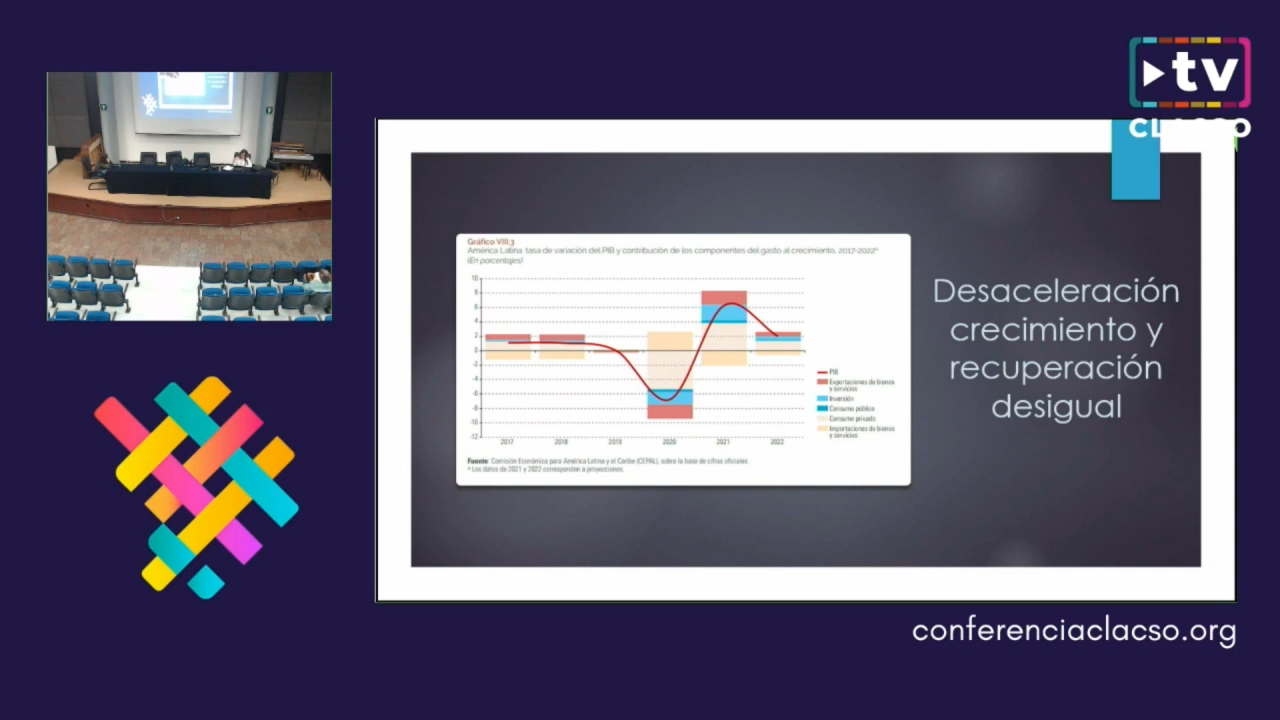 tv
CLACSO
Gráfico VIII.3
América Latina: tasa de variación del PIB y contribución de los componentes del gasto al crecimiento, 2017-2022ª
(En porcentajes)
10
8
6
4
2
0
-2
-4
-6
-8
-10
-12
2017 2018 2019 2020 2021 2022
PIB
Exportaciones de bienes
y servicios
Inversión
Consumo público
Consumo privado
Importaciones de bienes
y servicios
Fuente: Comisión Económica para América Latina y el Caribe (CEPAL), sobre la base de cifras oficiales.
ª Los datos de 2021 y 2022 corresponden a proyecciones.
Desaceleración
crecimiento y
recuperación
desigual
conferenciaclacso.org